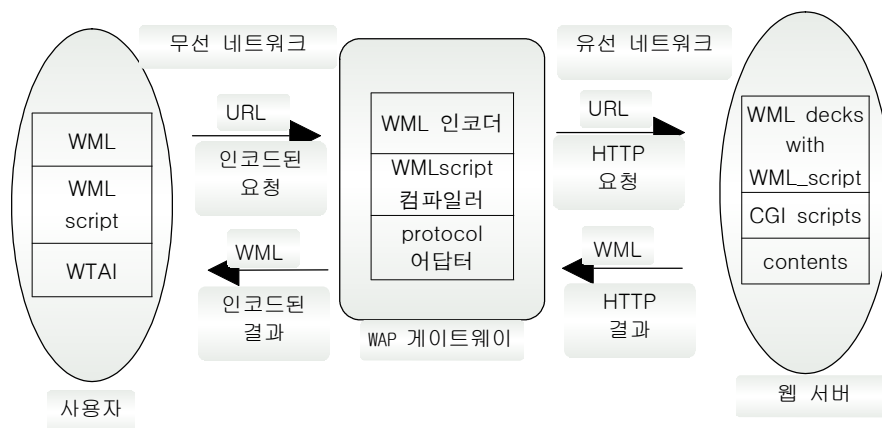 무선 네트워크
유선 네트워크
WML
WML
script
WTAI
사용자
URL
인코드된
요청
WML
인코드된
결과
WML 인코더
WMLscript
컴파일러
protocol
어답터
WAP 게이트웨이
URL
HTTP
요청
WML
HTTP
결과
WML decks
with
WML_script
CGI scripts
contents
웹 서버